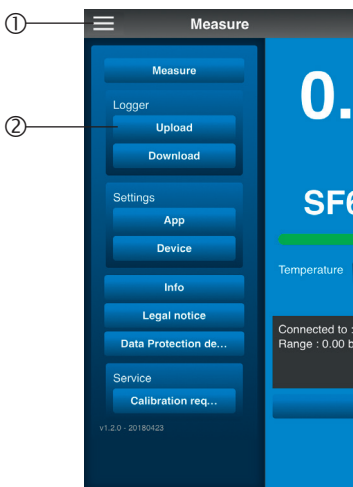 ①
Measure
②
Measure
Logger
Upload
Download
Settings
App
Device
Info
Legal notice
Data Protection de...
Service
Calibration req...
v1.2.0 - 20180423
0.
SF6
Temperature
Connected to :
Range : 0.00 b